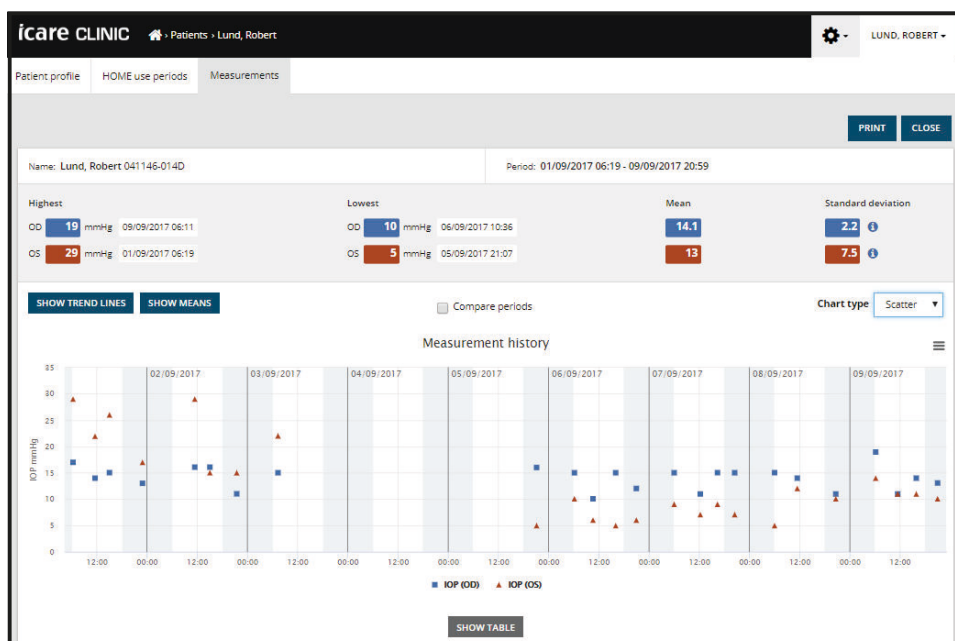 icare CLINIC › Patients › Lund, Robert LUND, ROBERT
Patient profile HOME use periods Measurements
PRINT CLOSE
Name: Lund, Robert 041146-014D Period: 01/09/2017 06:19 - 09/09/2017 20:59
Highest Lowest Mean Standard deviation
OD 19 mmHg 09/09/2017 06:11 OD 10 mmHg 06/09/2017 10:36 14.1 2.2
OS 29 mmHg 01/09/2017 06:19 OS 5 mmHg 05/09/2017 21:07 13 7.5
SHOW TREND LINES SHOW MEANS Compare periods Chart type Scatter
Measurement history
02/09/2017 03/09/2017 04/09/2017 05/09/2017 06/09/2017 07/09/2017 08/09/2017 09/09/2017
35
30
25
20
15
10
5
0
IOP mmHg
12:00 00:00 12:00 00:00 12:00 00:00 12:00 00:00 12:00 00:00 12:00 00:00 12:00 00:00 12:00 00:00 12:00
IOP (OD) IOP (OS)
SHOW TABLE